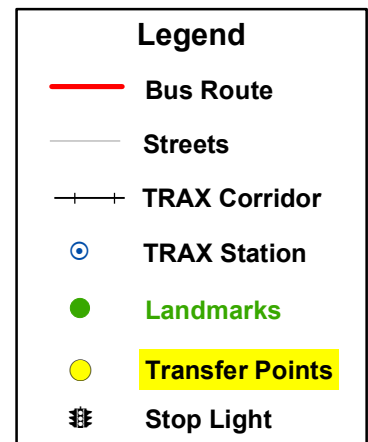 Legend
Bus Route
Streets
TRAX Corridor
TRAX Station
Landmarks
Transfer Points
Stop Light